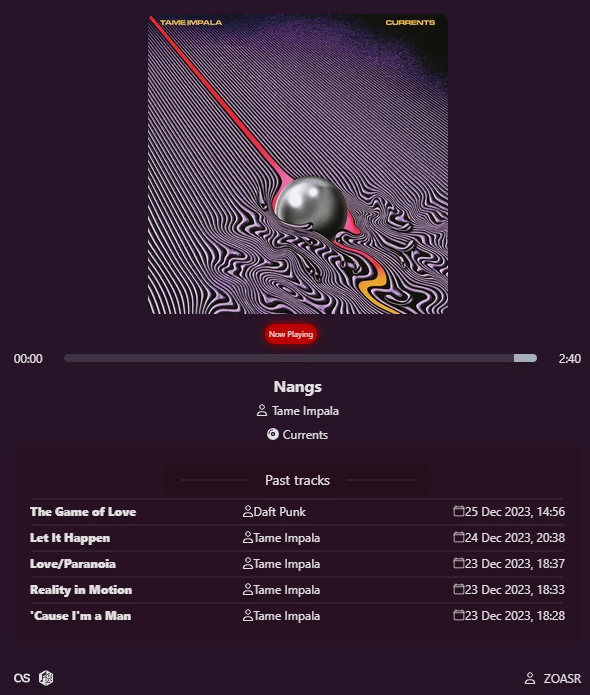 TAME IMPALA CURRENTS
Now Playing
00:00 2:40
Nangs
Tame Impala
Currents
Past tracks
The Game of Love Daft Punk 25 Dec 2023, 14:56
Let It Happen Tame Impala 24 Dec 2023, 20:38
Love/Paranoia Tame Impala 23 Dec 2023, 18:37
Reality in Motion Tame Impala 23 Dec 2023, 18:33
'Cause I'm a Man Tame Impala 23 Dec 2023, 18:28
ZOASR